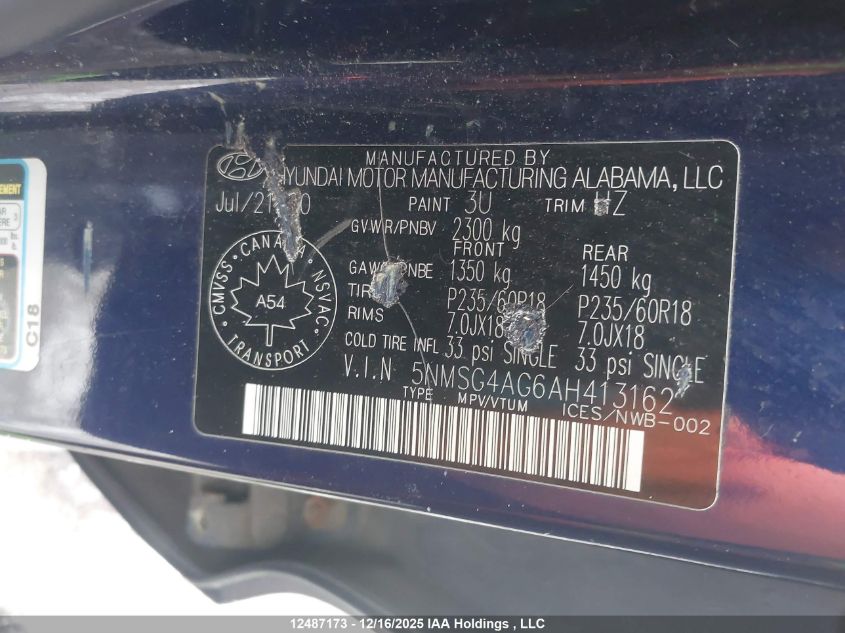 MANUFACTURED BY
HYUNDAI MOTOR MANUFACTURING ALABAMA, LLC
PAINT 3U TRIM
GVWR/PNBV 2300 kg
FRONT REAR
1350 kg 1450 kg
P235/60R18 P235/60R18
RIMS 7.0JX18 7.0JX18
COLD TIRE INFL 33 psi SINGLE 33 psi SINGLE
V.I.N 5NMSG4AG6AH413162
TYPE MPV/VTUM ICES/NWB-002
CMVSS · CANADA · NSVAC · TRANSPORT
A54
C18
12487173 - 12/16/2025 IAA Holdings , LLC